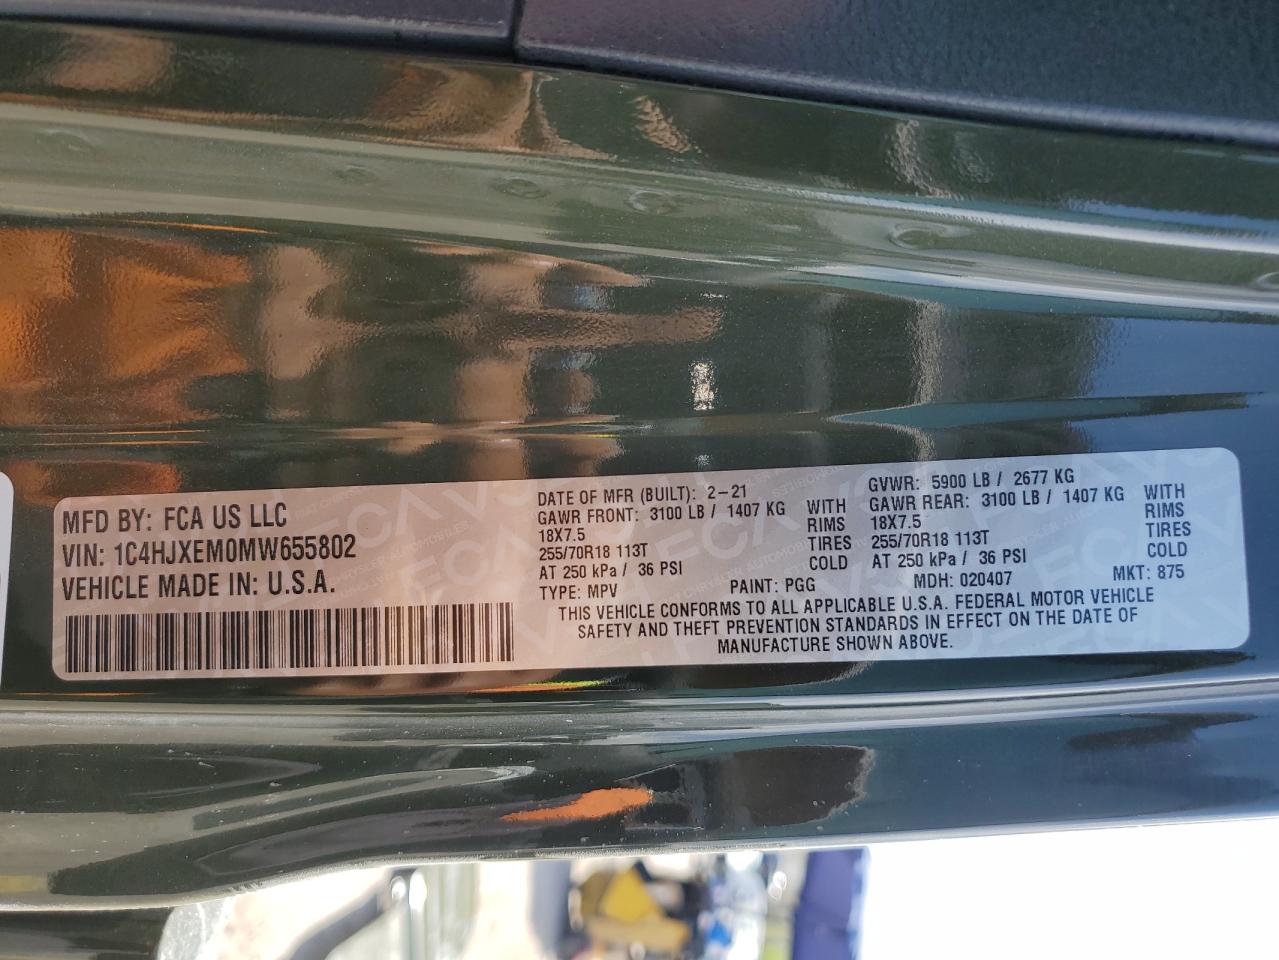 MFD BY: FCA US LLC
VIN: 1C4HJXEM0MW655802
VEHICLE MADE IN: U.S.A.
DATE OF MFR (BUILT): 2-21
GAWR FRONT: 3100 LB / 1407 KG WITH
18X7.5 RIMS
255/70R18 113T TIRES
AT 250 kPa / 36 PSI COLD
GVWR: 5900 LB / 2677 KG
GAWR REAR: 3100 LB / 1407 KG WITH
18X7.5 RIMS
255/70R18 113T TIRES
AT 250 kPa / 36 PSI COLD
TYPE: MPV PAINT: PGG MDH: 020407 MKT: 875
THIS VEHICLE CONFORMS TO ALL APPLICABLE U.S.A. FEDERAL MOTOR VEHICLE
SAFETY AND THEFT PREVENTION STANDARDS IN EFFECT ON THE DATE OF
MANUFACTURE SHOWN ABOVE.